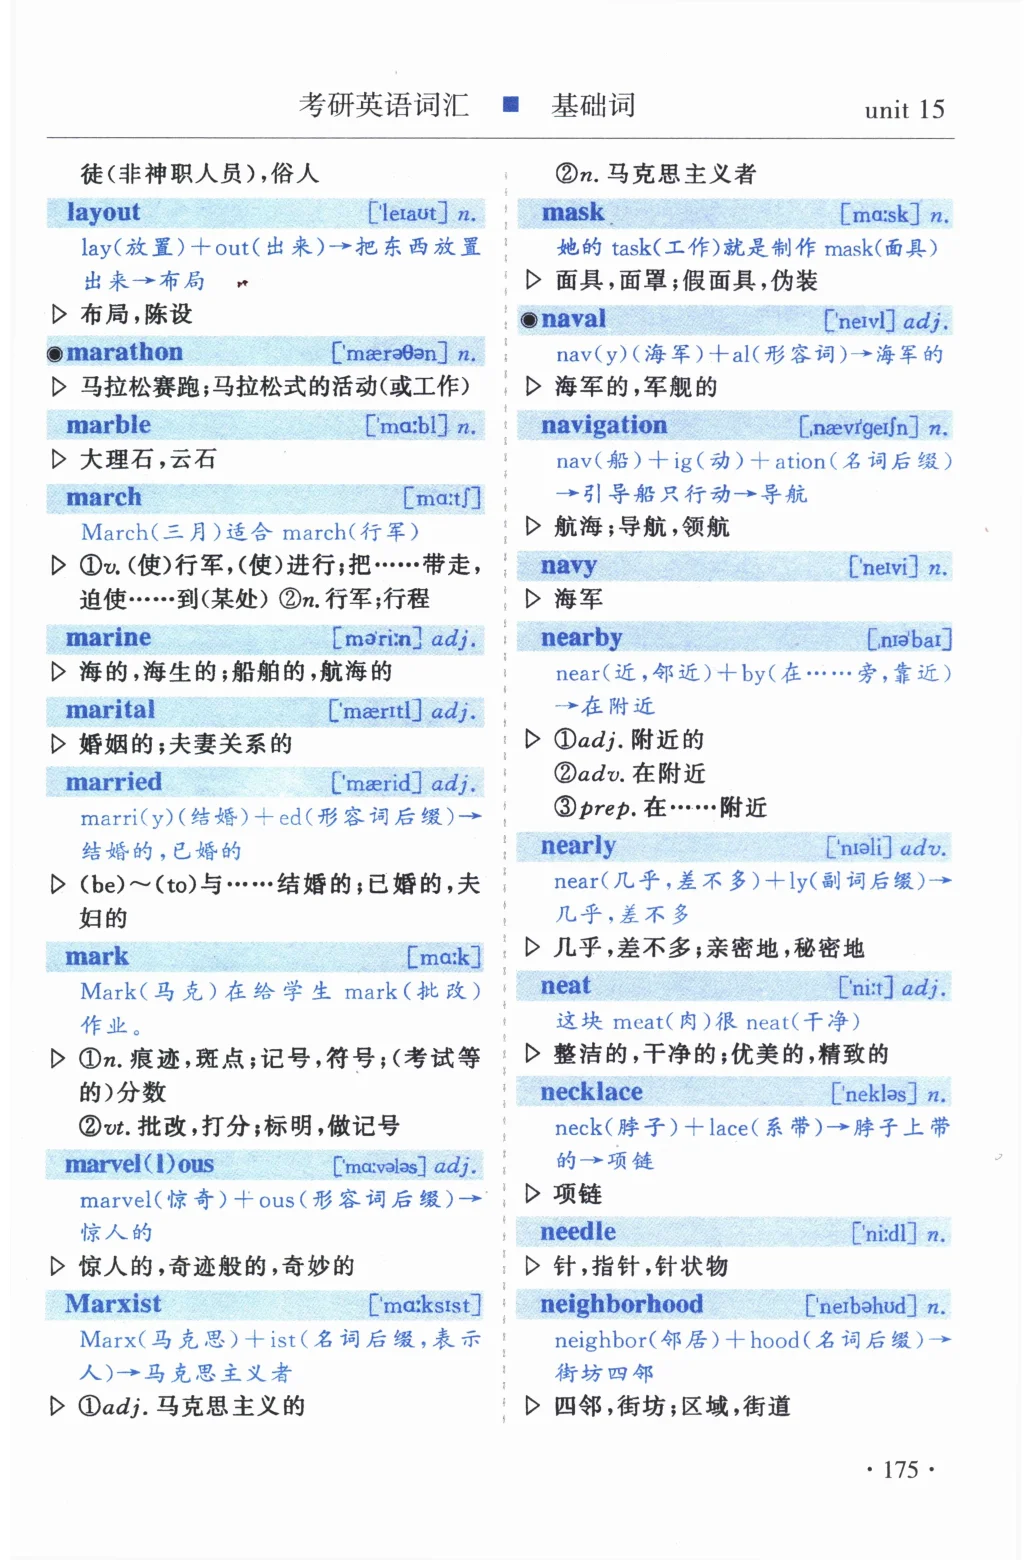 考研英语词汇 ■ 基础词 unit 15
徒(非神职人员),俗人
layout ['leɪaʊt] n.
lay(放置)+out(出来)→把东西放置
出来→布局
▷ 布局,陈设
◉marathon ['mærəθən] n.
▷ 马拉松赛跑;马拉松式的活动(或工作)
marble ['mɑːbl] n.
▷ 大理石,云石
march [mɑːtʃ]
March(三月)适合 march(行军)
▷ ①v. (使)行军,(使)进行;把……带走,
迫使……到(某处) ②n. 行军;行程
marine [mə'riːn] adj.
▷ 海的,海生的;船舶的,航海的
marital ['mærɪtl] adj.
▷ 婚姻的;夫妻关系的
married ['mærid] adj.
marri(y)(结婚)+ed(形容词后缀)→
结婚的,已婚的
▷ (be)～(to)与……结婚的;已婚的,夫
妇的
mark [mɑːk]
Mark(马克)在给学生 mark(批改)
作业。
▷ ①n. 痕迹,斑点;记号,符号;(考试等
的)分数
②vt. 批改,打分;标明,做记号
marvel(l)ous ['mɑːvələs] adj.
marvel(惊奇)+ous(形容词后缀)→
惊人的
▷ 惊人的,奇迹般的,奇妙的
Marxist ['mɑːksɪst]
Marx(马克思)+ist(名词后缀,表示
人)→马克思主义者
▷ ①adj. 马克思主义的
②n. 马克思主义者
mask [mɑːsk] n.
她的 task(工作)就是制作 mask(面具)
▷ 面具,面罩;假面具,伪装
◉naval ['neɪvl] adj.
nav(y)(海军)+al(形容词)→海军的
▷ 海军的,军舰的
navigation [ˌnævɪ'geɪʃn] n.
nav(船)+ig(动)+ation(名词后缀)
→引导船只行动→导航
▷ 航海;导航,领航
navy ['neɪvi] n.
▷ 海军
nearby [ˌnɪə'baɪ]
near(近,邻近)+by(在……旁,靠近)
→在附近
▷ ①adj. 附近的
②adv. 在附近
③prep. 在……附近
nearly ['nɪəli] adv.
near(几乎,差不多)+ly(副词后缀)→
几乎,差不多
▷ 几乎,差不多;亲密地,秘密地
neat ['niːt] adj.
这块 meat(肉)很 neat(干净)
▷ 整洁的,干净的;优美的,精致的
necklace ['nekləs] n.
neck(脖子)+lace(系带)→脖子上带
的→项链
▷ 项链
needle ['niːdl] n.
▷ 针,指针,针状物
neighborhood ['neɪbəhʊd] n.
neighbor(邻居)+hood(名词后缀)→
街坊四邻
▷ 四邻,街坊;区域,街道
· 175 ·